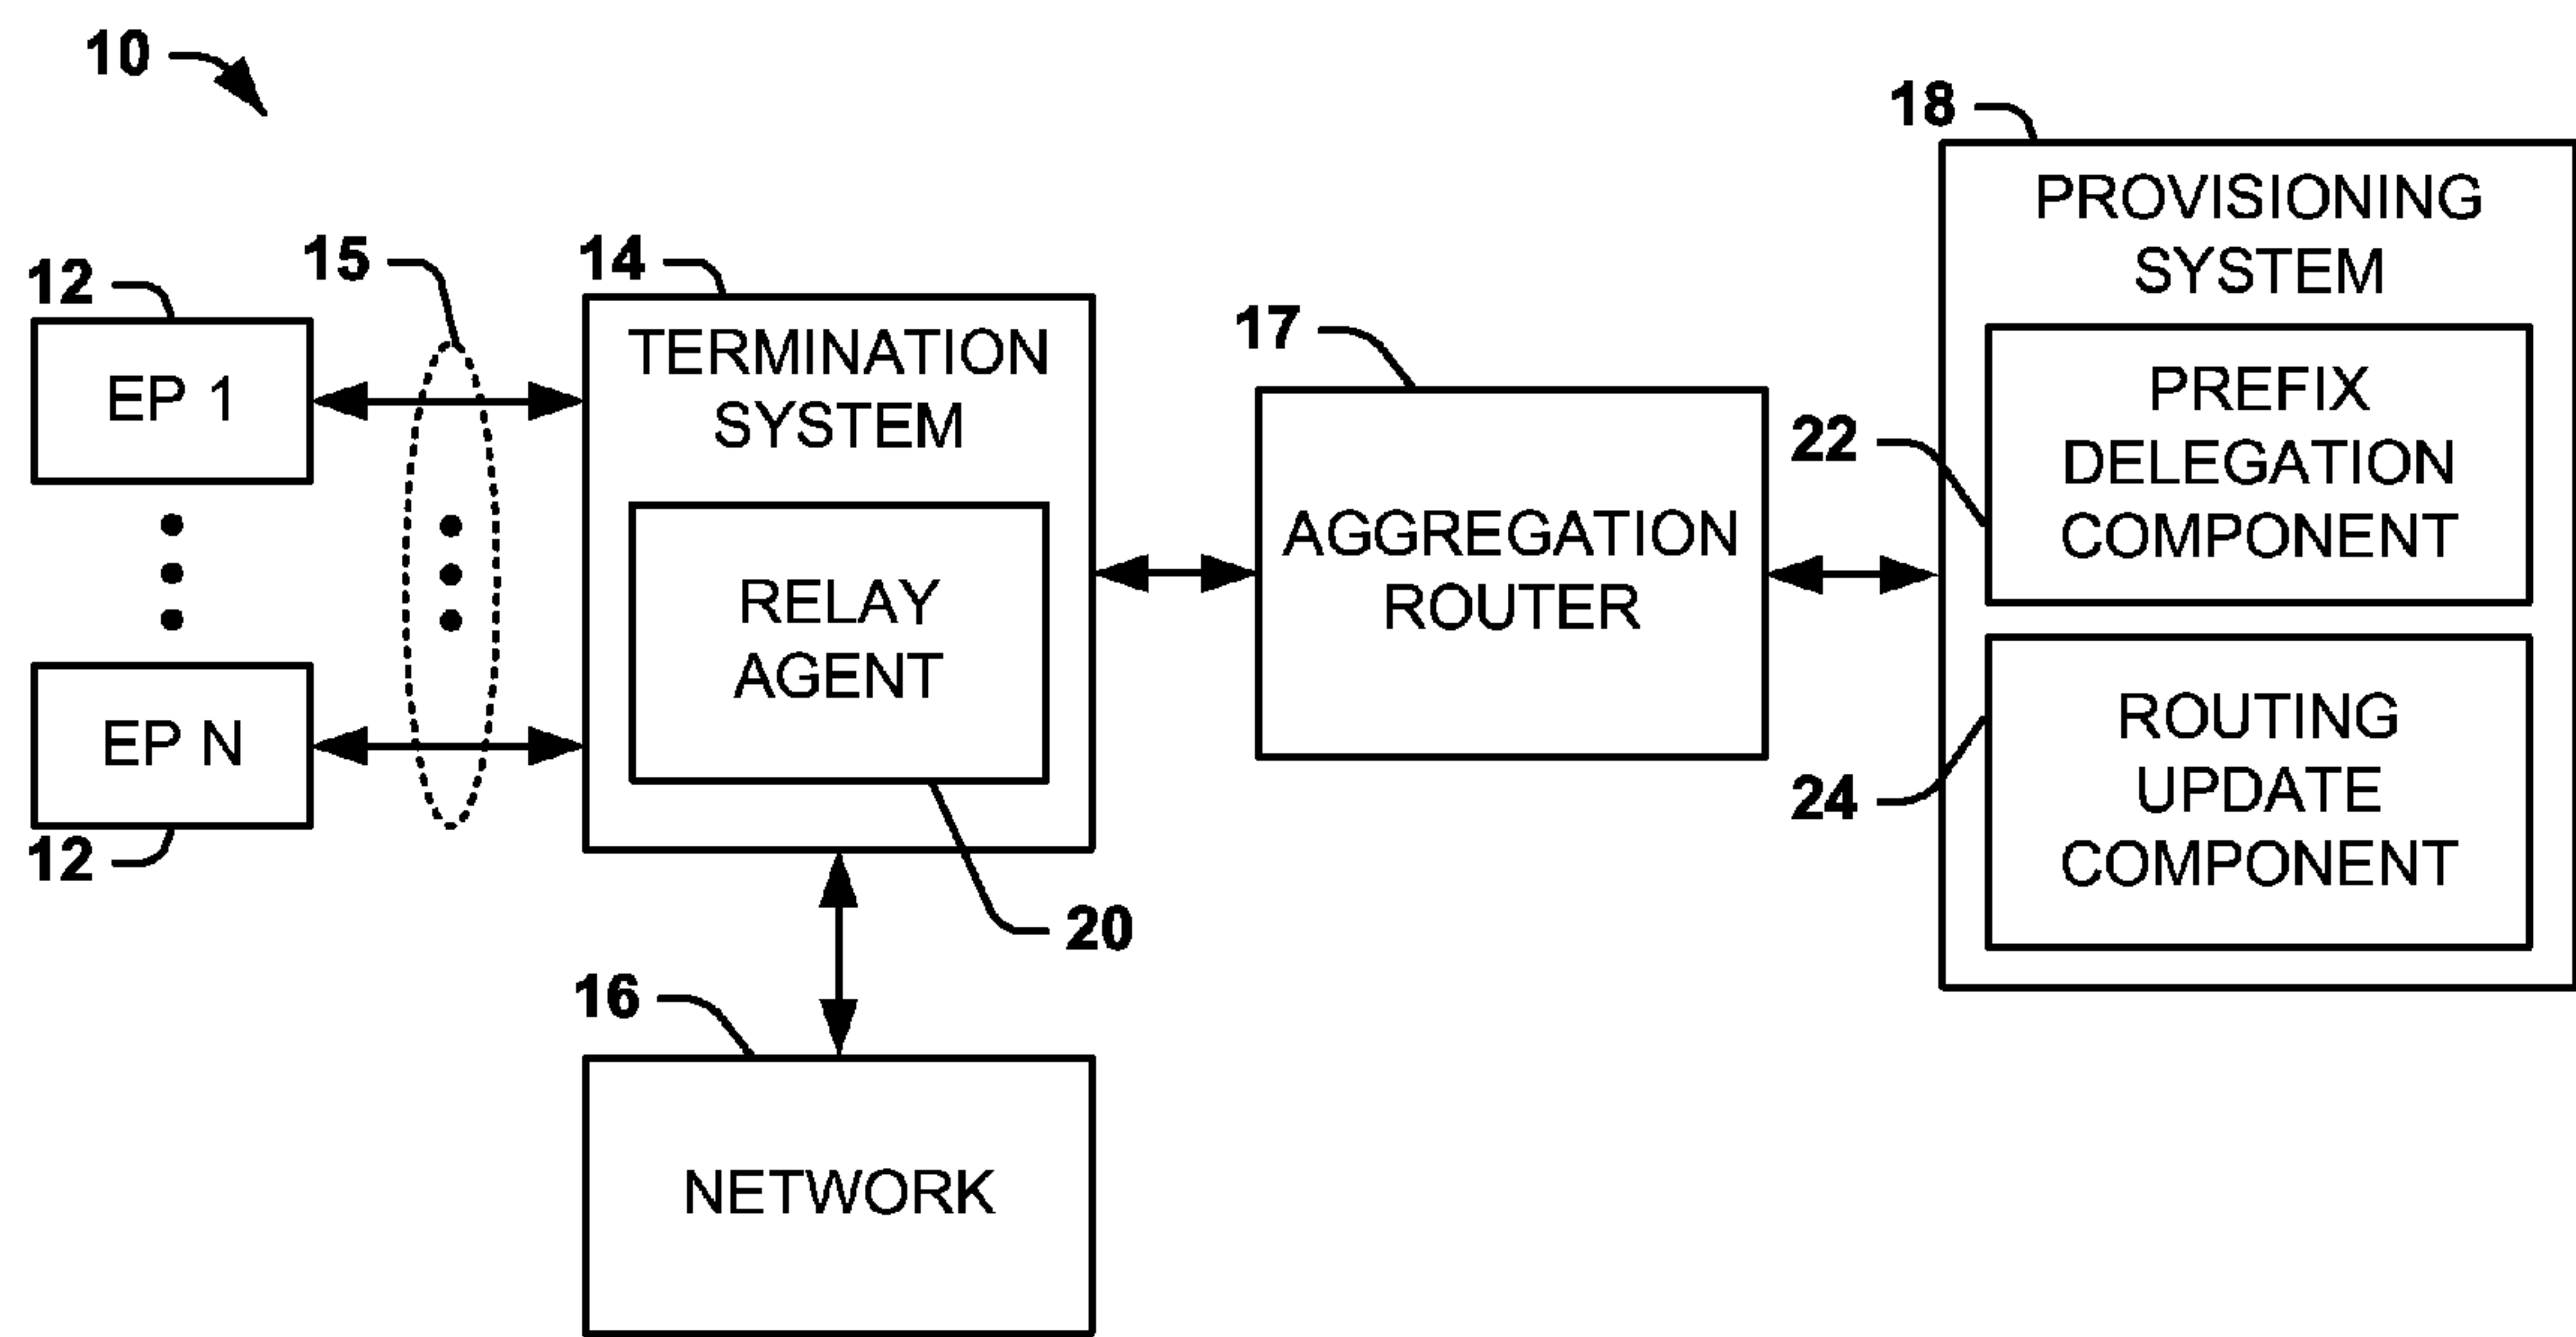 10
18
PROVISIONING
SYSTEM
12
15
14
17
EP 1
TERMINATION
SYSTEM
PREFIX
DELEGATION
COMPONENT
22
RELAY
AGENT
AGGREGATION
ROUTER
EP N
12
ROUTING
UPDATE
COMPONENT
24
20
16
NETWORK